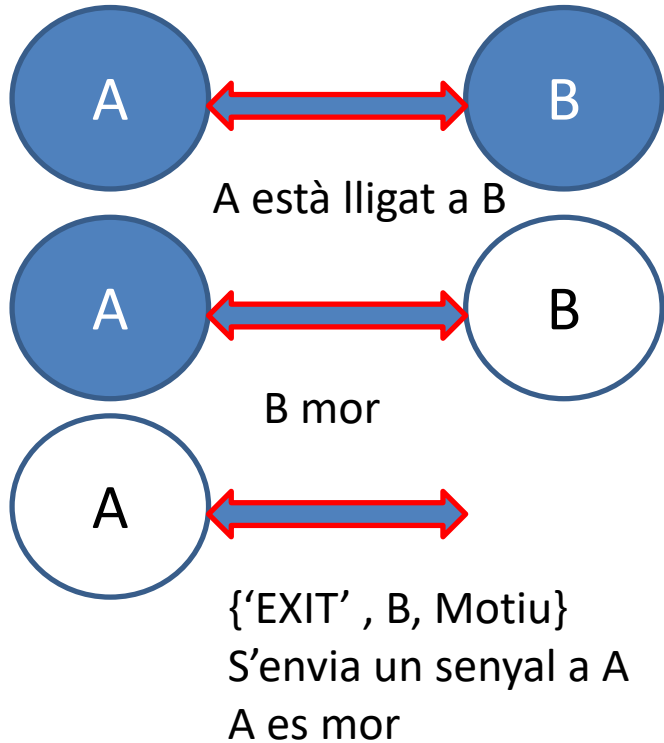 A
B
A està lligat a B
A
B
B mor
A
{‘EXIT’ , B, Motiu}
S’envia un senyal a A
A es mor